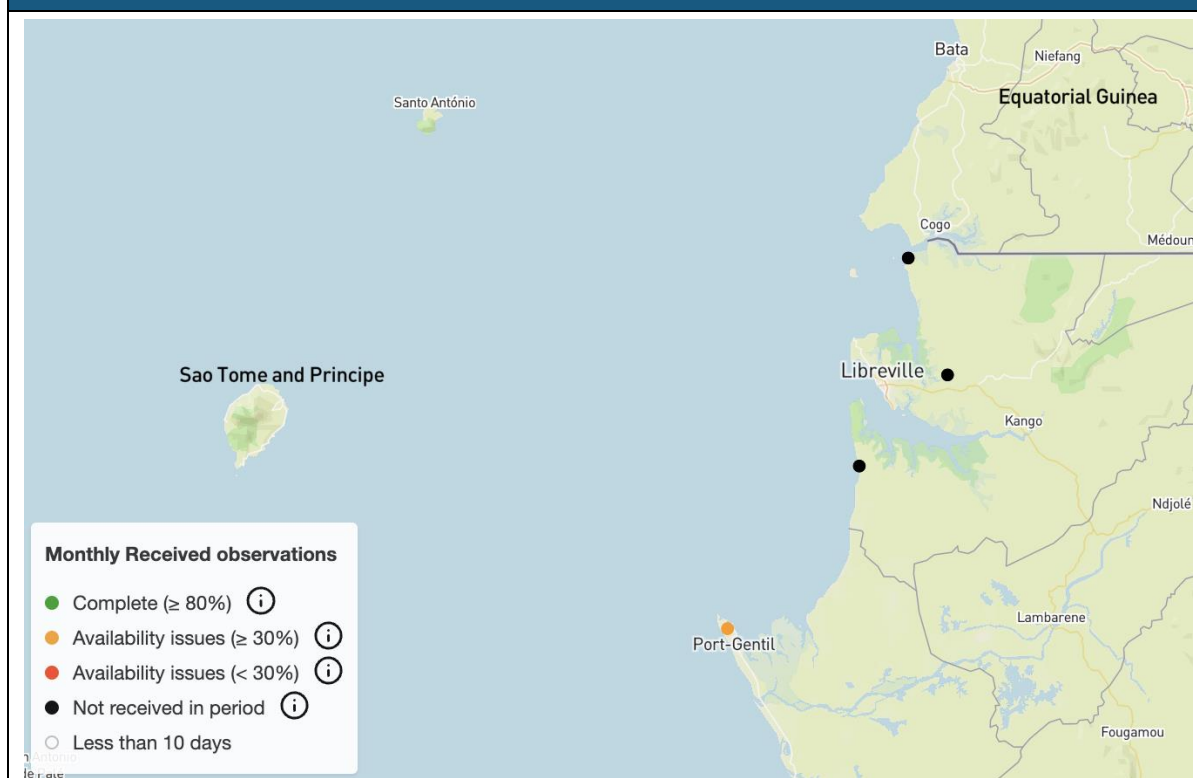 Bata
Niefang
Equatorial Guinea
Santo António
Cogo
Médoun
Libreville
Sao Tome and Principe
Kango
Ndjolé
Monthly Received observations
Complete (≥ 80%)
Availability issues (≥ 30%)
Availability issues (< 30%)
Not received in period
Less than 10 days
Port-Gentil
Lambarene
Fougamou